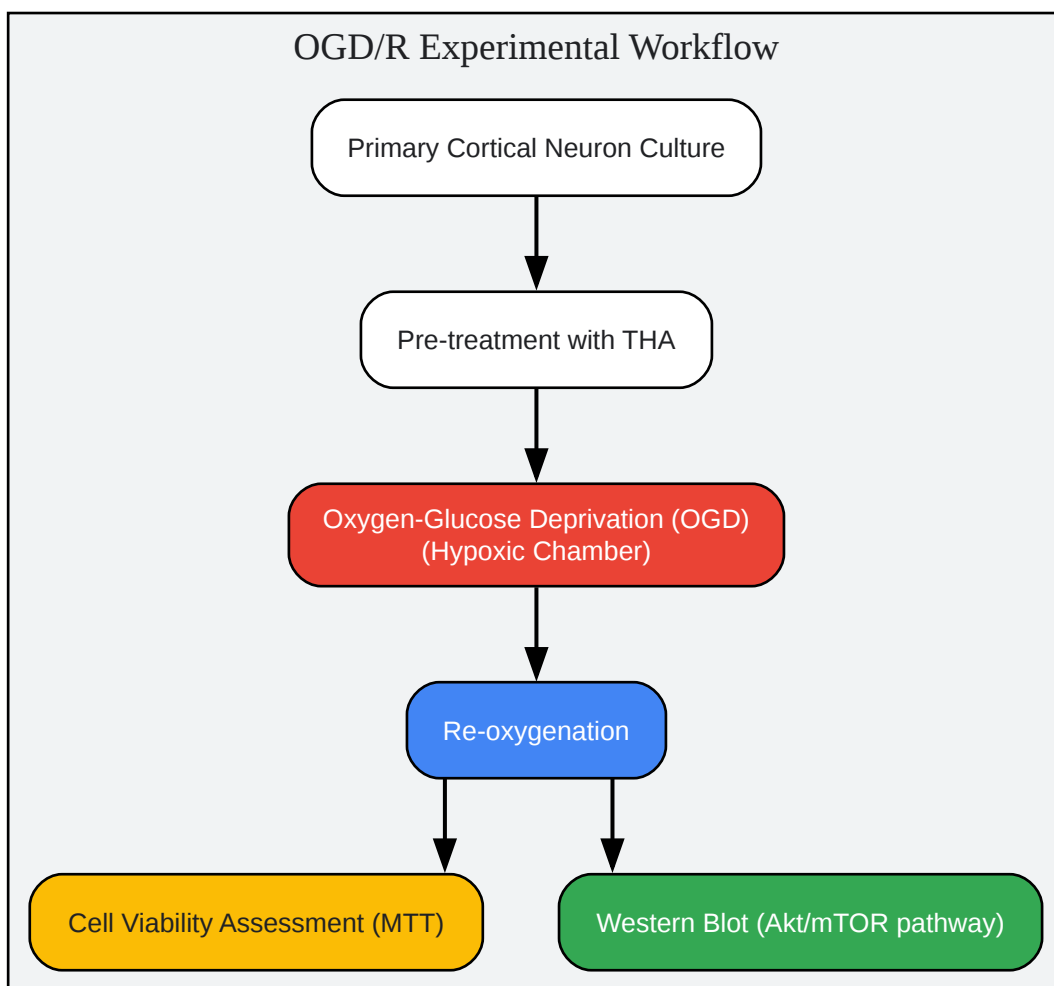 OGD/R Experimental Workflow
Primary Cortical Neuron Culture
Pre-treatment with THA
Oxygen-Glucose Deprivation (OGD)
(Hypoxic Chamber)
Re-oxygenation
Cell Viability Assessment (MTT)
Western Blot (Akt/mTOR pathway)